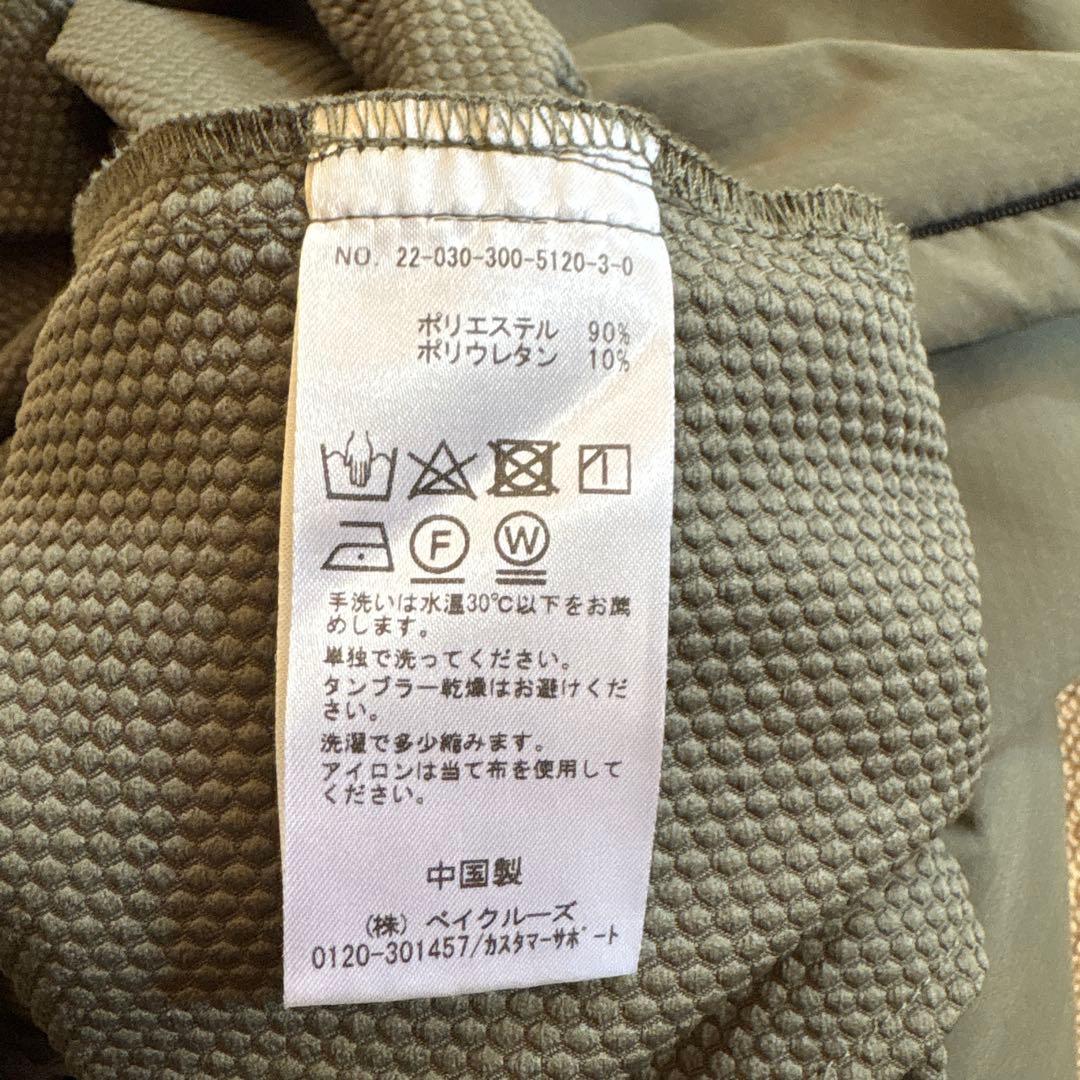 NO. 22-030-300-5120-3-0
ポリエステル 90%
ポリウレタン 10%
F W
手洗いは水温30℃以下をお薦
めします。
単独で洗ってください。
タンブラー乾燥はお避けくだ
さい。
洗濯で多少縮みます。
アイロンは当て布を使用して
ください。
中国製
(株) ベイクルーズ
0120-301457/カスタマーサポート